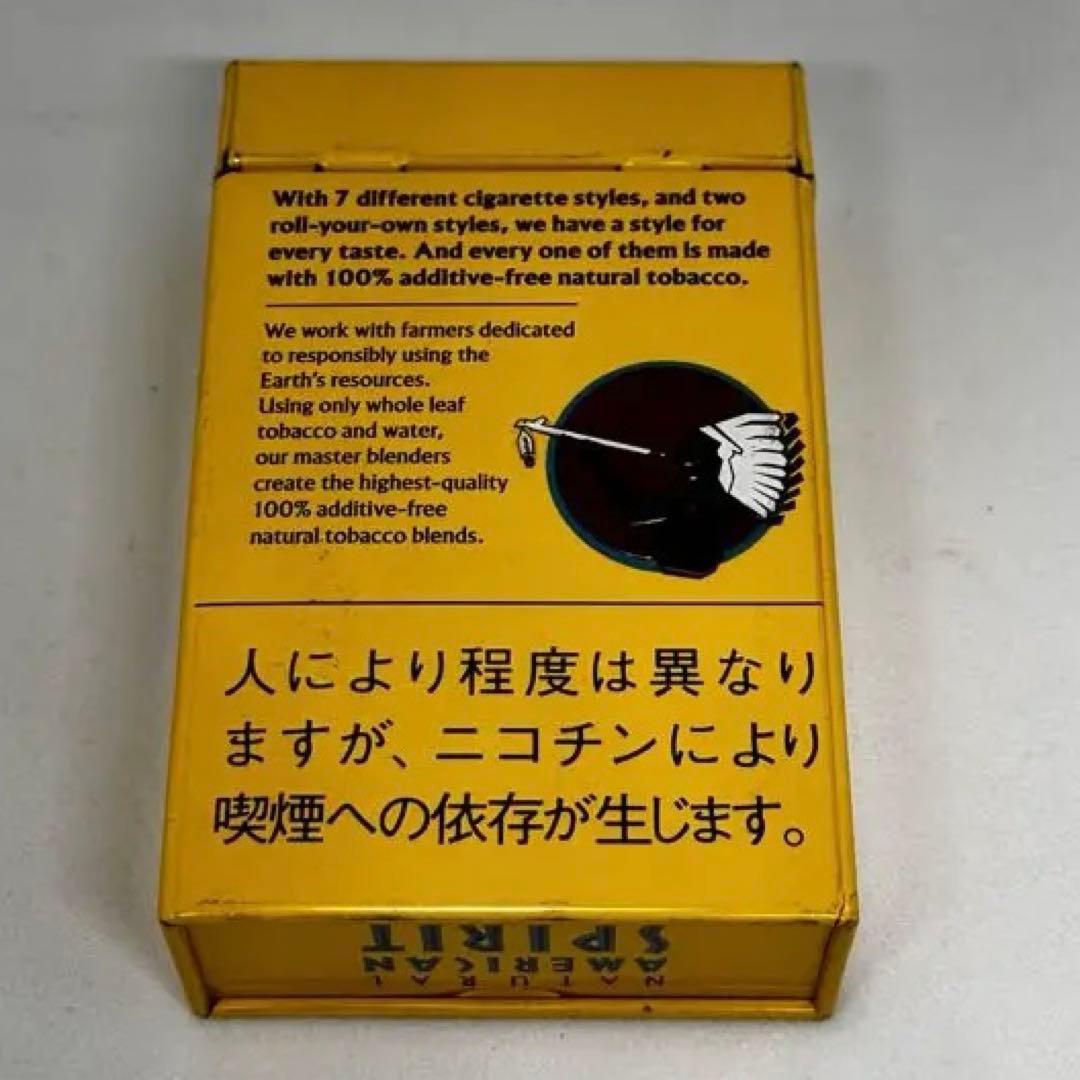 With 7 different cigarette styles, and two
roll-your-own styles, we have a style for
every taste. And every one of them is made
with 100% additive-free natural tobacco.
We work with farmers dedicated
to responsibly using the
Earth's resources.
Using only whole leaf
tobacco and water,
our master blenders
create the highest-quality
100% additive-free
natural tobacco blends.
人により程度は異なり
ますが、ニコチンにより
喫煙への依存が生じます。
NATURAL
AMERICAN
SPIRIT